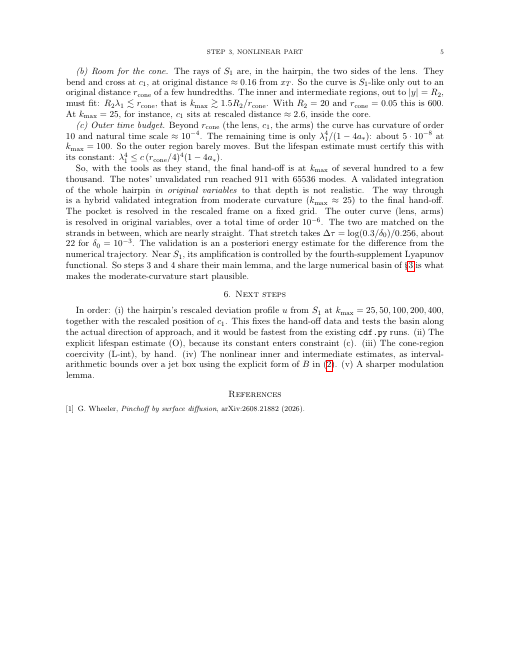 STEP 3, NONLINEAR PART 5
(b) Room for the cone. The rays of S₁ are, in the hairpin, the two sides of the lens. They
bend and cross at c₁, at original distance ≈ 0.16 from x_T. So the curve is S₁-like only out to an
original distance r_cone of a few hundredths. The inner and intermediate regions, out to |y| = R₂,
must fit: R₂λ₁ ≲ r_cone, that is k_max ≳ 1.5R₂/r_cone. With R₂ = 20 and r_cone = 0.05 this is 600.
At k_max = 25, for instance, c₁ sits at rescaled distance ≈ 2.6, inside the core.
(c) Outer time budget. Beyond r_cone (the lens, c₁, the arms) the curve has curvature of order
10 and natural time scale ≈ 10⁻⁴. The remaining time is only λ₁⁴/(1 − 4a_*): about 5 · 10⁻⁸ at
k_max = 100. So the outer region barely moves. But the lifespan estimate must certify this with
its constant: λ₁⁴ ≤ c (r_cone/4)⁴(1 − 4a_*).
So, with the tools as they stand, the final hand-off is at k_max of several hundred to a few
thousand. The notes' unvalidated run reached 911 with 65536 modes. A validated integration
of the whole hairpin in original variables to that depth is not realistic. The way through
is a hybrid validated integration from moderate curvature (k_max ≈ 25) to the final hand-off.
The pocket is resolved in the rescaled frame on a fixed grid. The outer curve (lens, arms)
is resolved in original variables, over a total time of order 10⁻⁶. The two are matched on the
strands in between, which are nearly straight. That stretch takes Δτ = log(0.3/δ₀)/0.256, about
22 for δ₀ = 10⁻³. The validation is an a posteriori energy estimate for the difference from the
numerical trajectory. Near S₁, its amplification is controlled by the fourth-supplement Lyapunov
functional. So steps 3 and 4 share their main lemma, and the large numerical basin of §3 is what
makes the moderate-curvature start plausible.
6. Next steps
In order: (i) the hairpin's rescaled deviation profile u from S₁ at k_max = 25, 50, 100, 200, 400,
together with the rescaled position of c₁. This fixes the hand-off data and tests the basin along
the actual direction of approach, and it would be fastest from the existing cdf.py runs. (ii) The
explicit lifespan estimate (O), because its constant enters constraint (c). (iii) The cone-region
coercivity (L-int), by hand. (iv) The nonlinear inner and intermediate estimates, as interval-
arithmetic bounds over a jet box using the explicit form of B in (2). (v) A sharper modulation
lemma.
References
[1] G. Wheeler, Pinchoff by surface diffusion, arXiv:2608.21882 (2026).